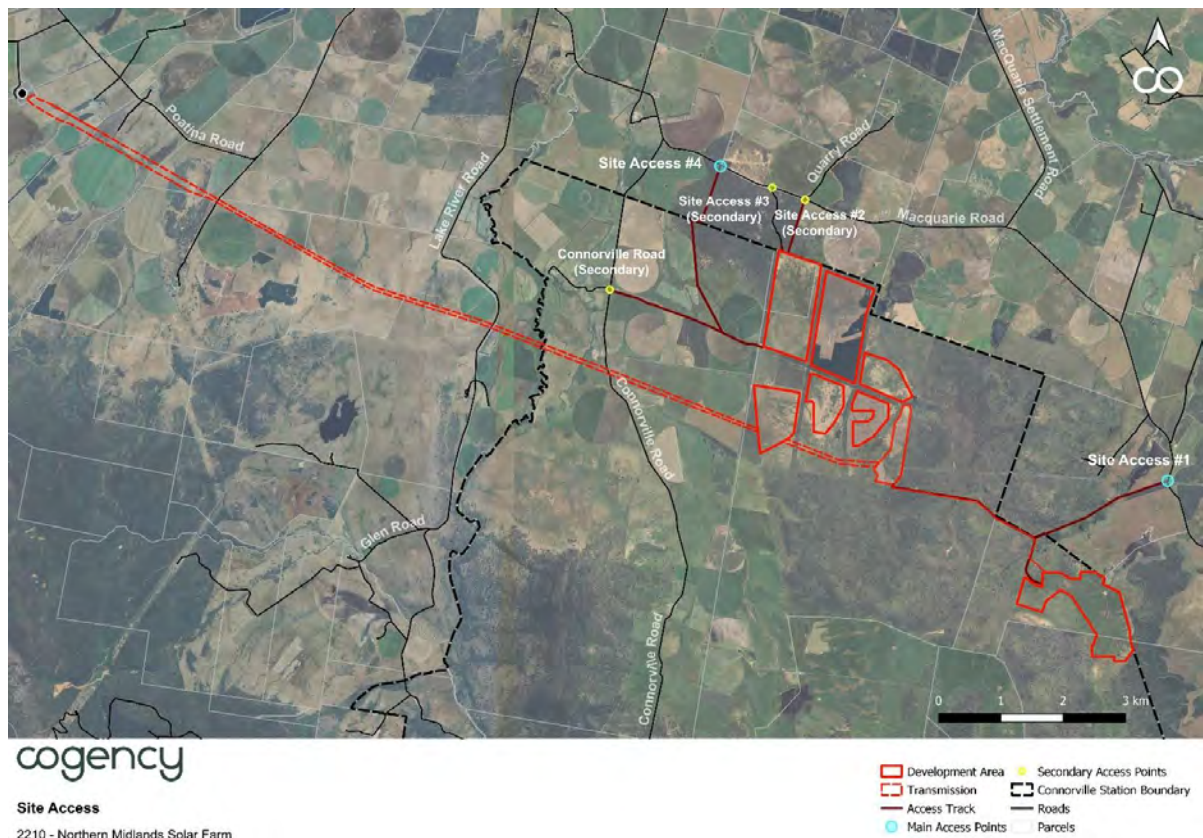 MacQuarie Settlement Road
CO
Poatina Road
Lake River Road
Quarry Road
Site Access #4
Site Access #3
(Secondary)
Site Access #2
(Secondary)
Macquarie Road
Connorville Road
(Secondary)
Connorville Road
Site Access #1
Glen Road
Connorville Road
0 1 2 3 km
cogency
Site Access
2210 - Northern Midlands Solar Farm
Development Area
Transmission
Access Track
Main Access Points
Secondary Access Points
Connorville Station Boundary
Roads
Parcels